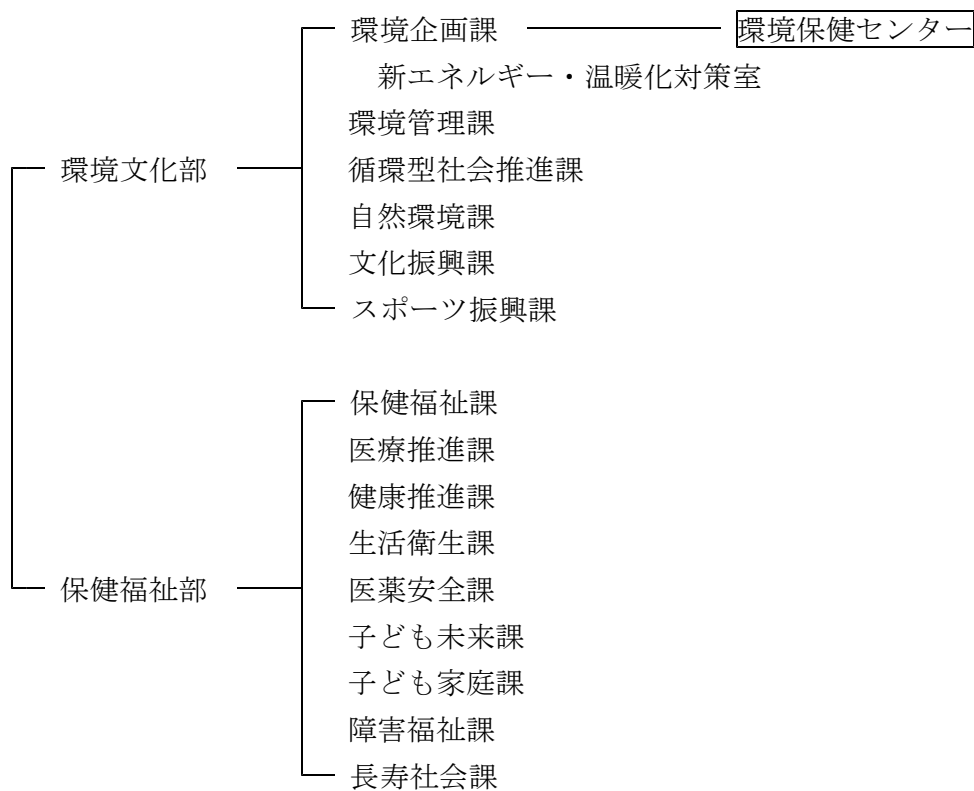 環境企画課 環境保健センター
新エネルギー・温暖化対策室
環境管理課
環境文化部 循環型社会推進課
自然環境課
文化振興課
スポーツ振興課
保健福祉課
医療推進課
健康推進課
生活衛生課
保健福祉部 医薬安全課
子ども未来課
子ども家庭課
障害福祉課
長寿社会課